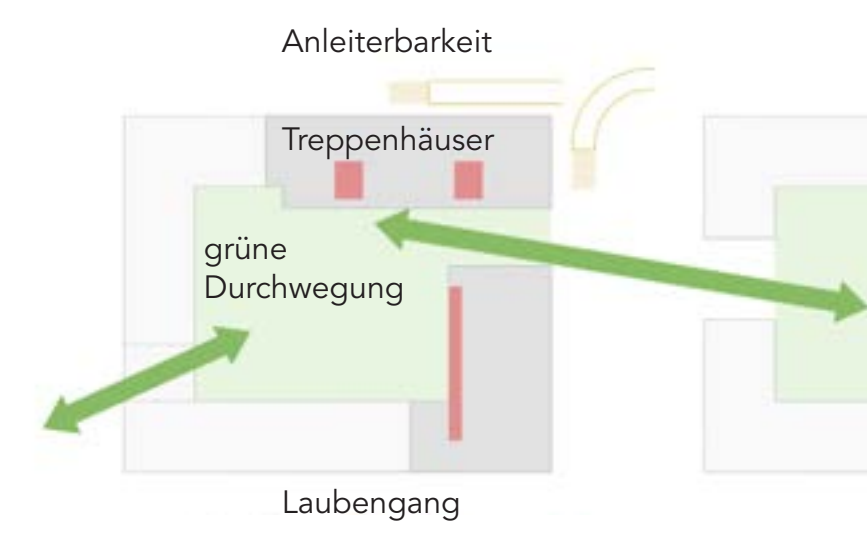 Anleiterbarkeit
Treppenhäuser
grüne
Durchwegung
Laubengang